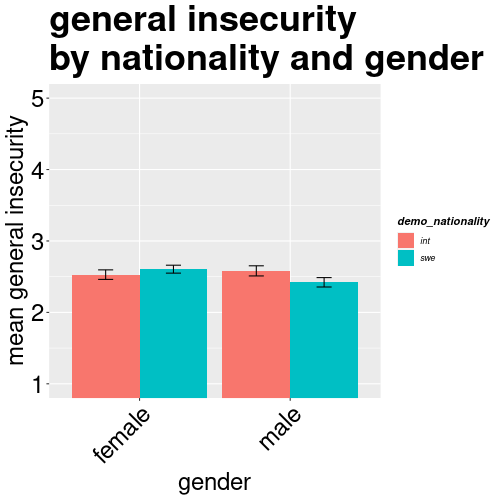 general insecurity
by nationality and gender
mean general insecurity
5
4
3
2
1
female
male
gender
demo_nationality
int
swe